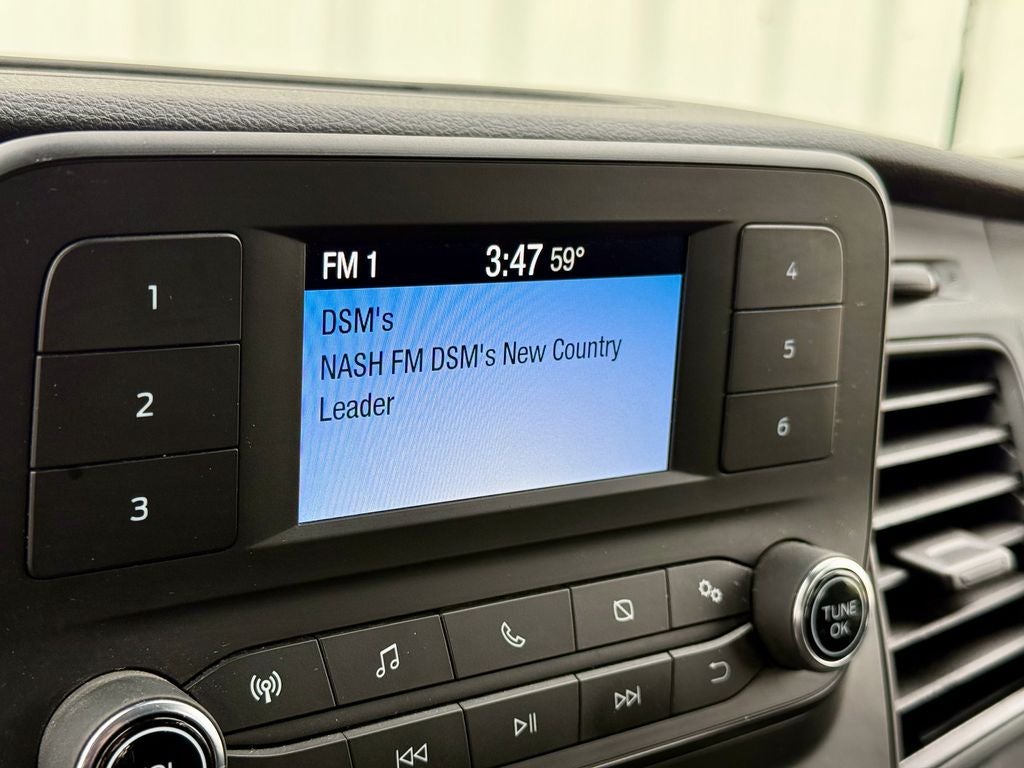 FM 1 3:47 59°
DSM's
NASH FM DSM's New Country
Leader
1
2
3
4
5
6
TUNE
OK